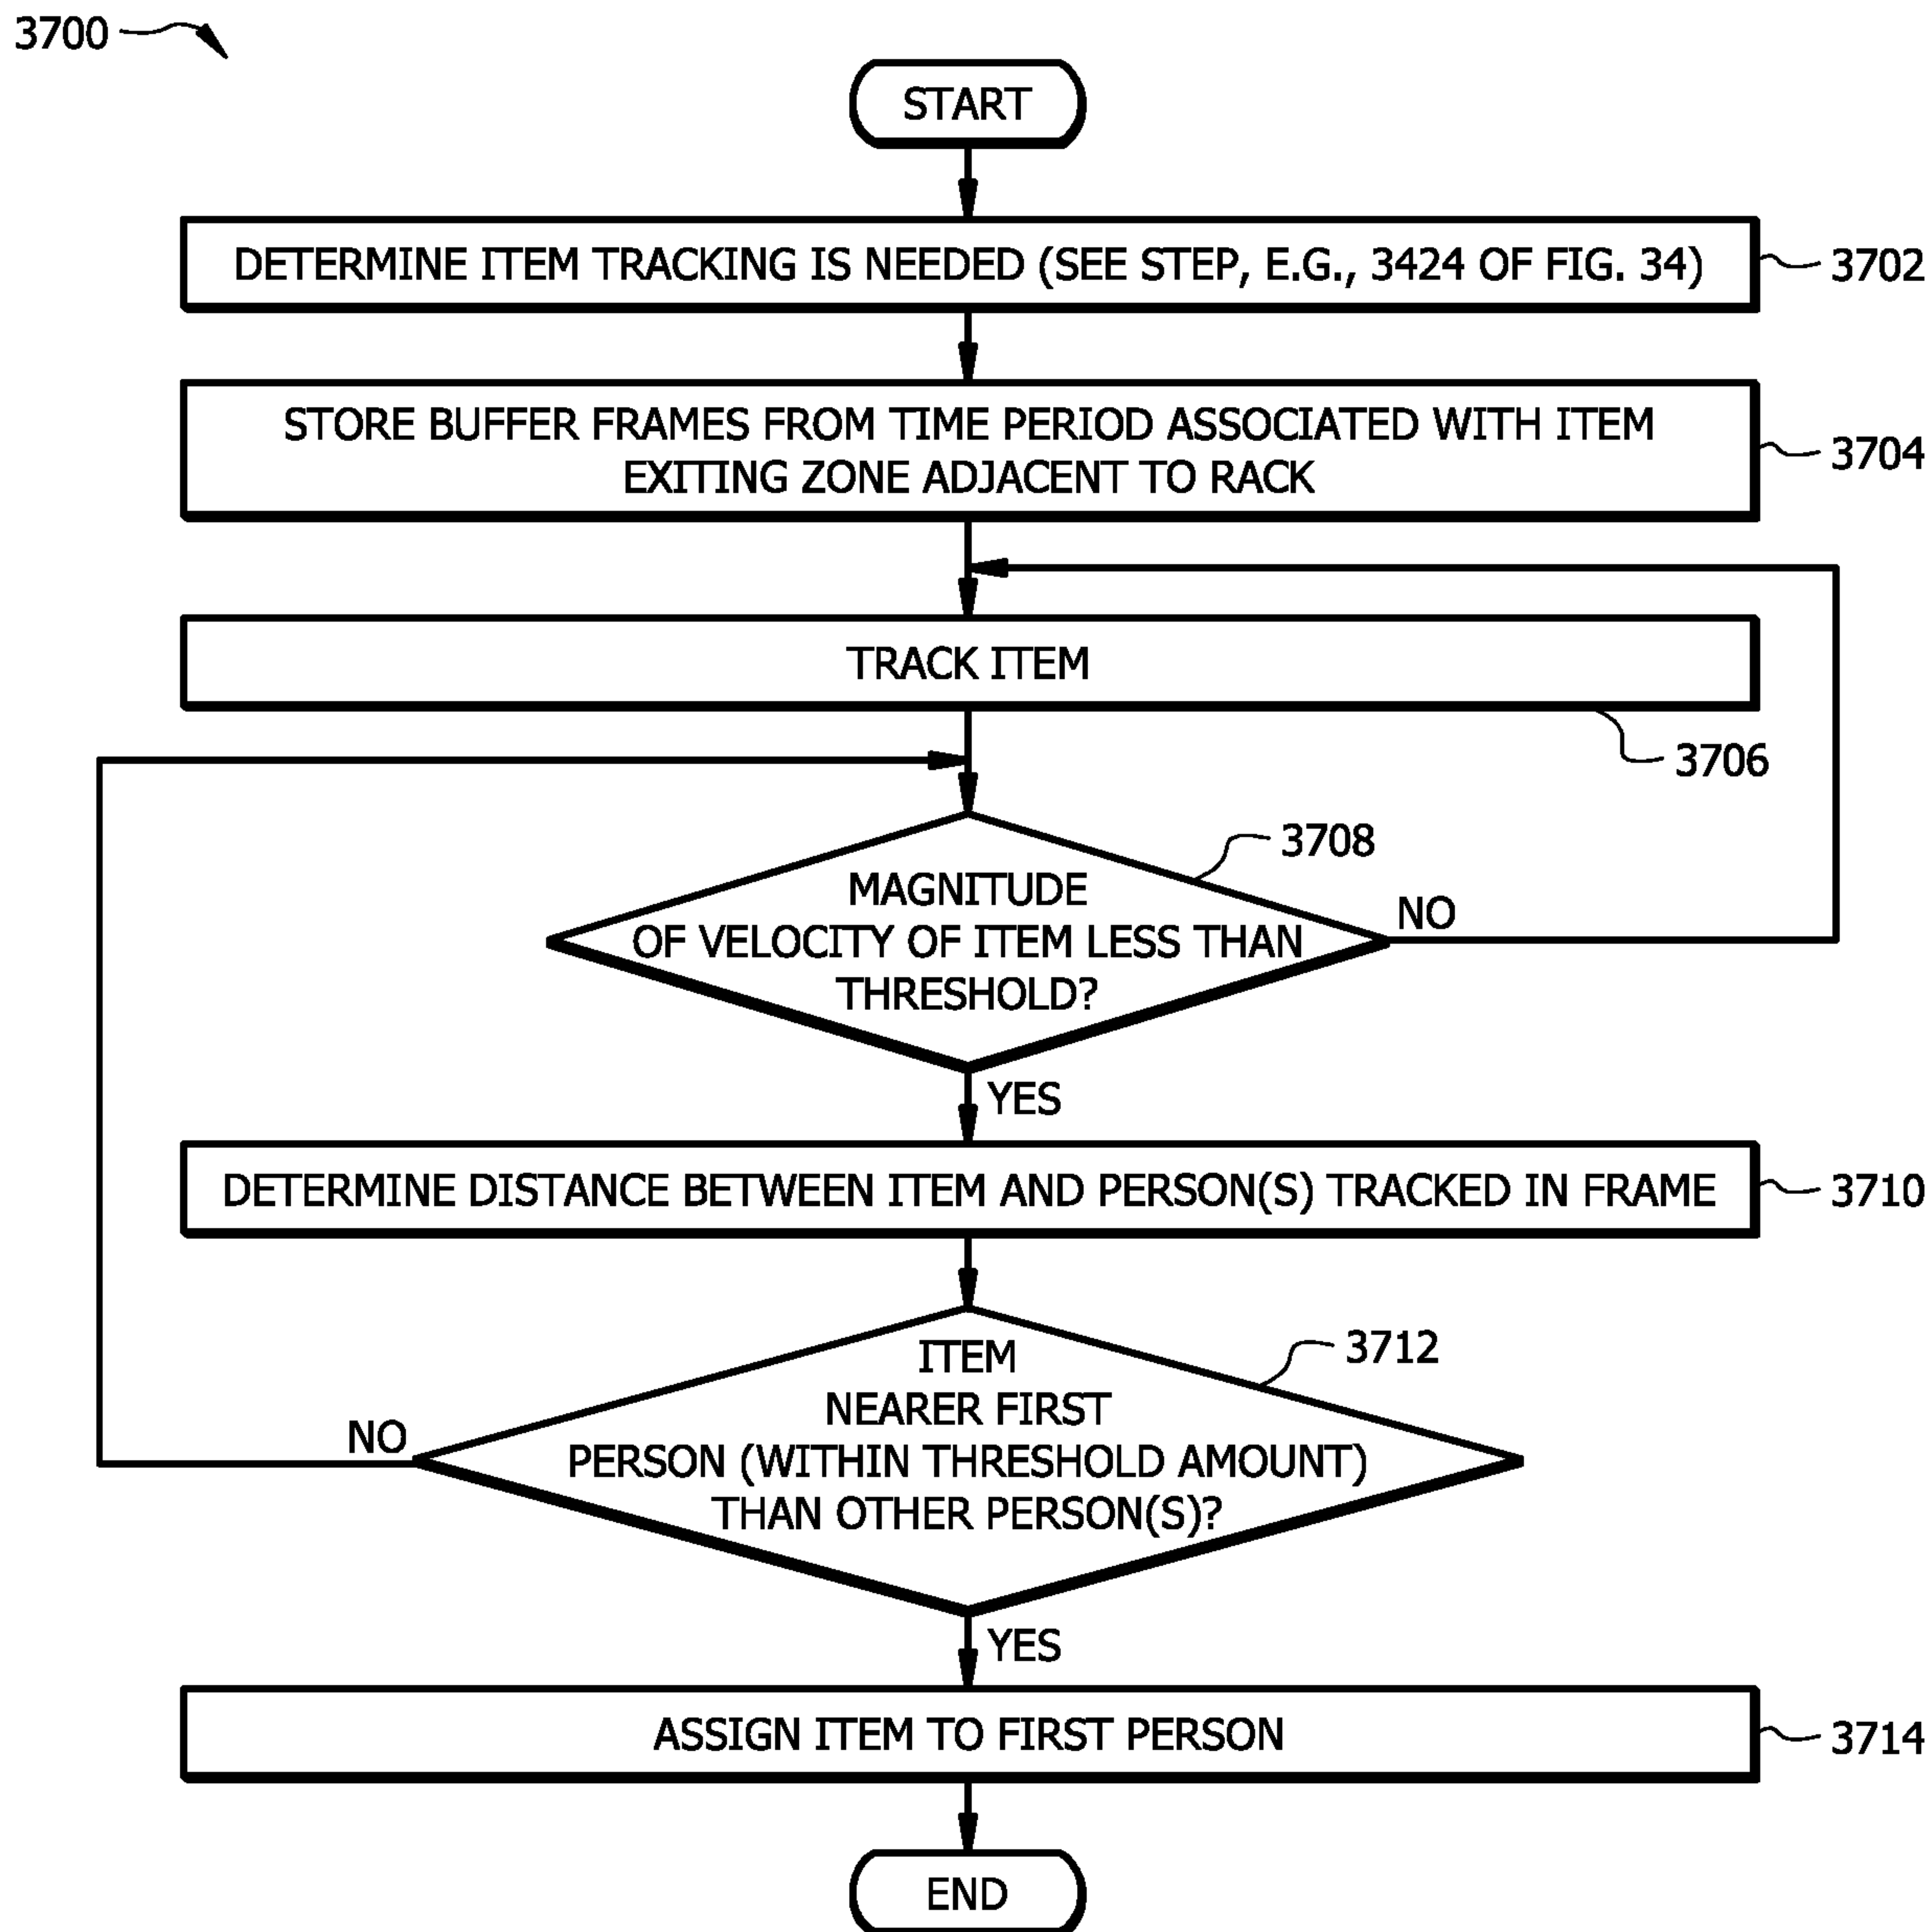 3700
START
DETERMINE ITEM TRACKING IS NEEDED (SEE STEP, E.G., 3424 OF FIG. 34)
3702
STORE BUFFER FRAMES FROM TIME PERIOD ASSOCIATED WITH ITEM
EXITING ZONE ADJACENT TO RACK
3704
TRACK ITEM
3706
3708
MAGNITUDE
OF VELOCITY OF ITEM LESS THAN
THRESHOLD?
NO
YES
DETERMINE DISTANCE BETWEEN ITEM AND PERSON(S) TRACKED IN FRAME
3710
3712
ITEM
NEARER FIRST
PERSON (WITHIN THRESHOLD AMOUNT)
THAN OTHER PERSON(S)?
NO
YES
ASSIGN ITEM TO FIRST PERSON
3714
END